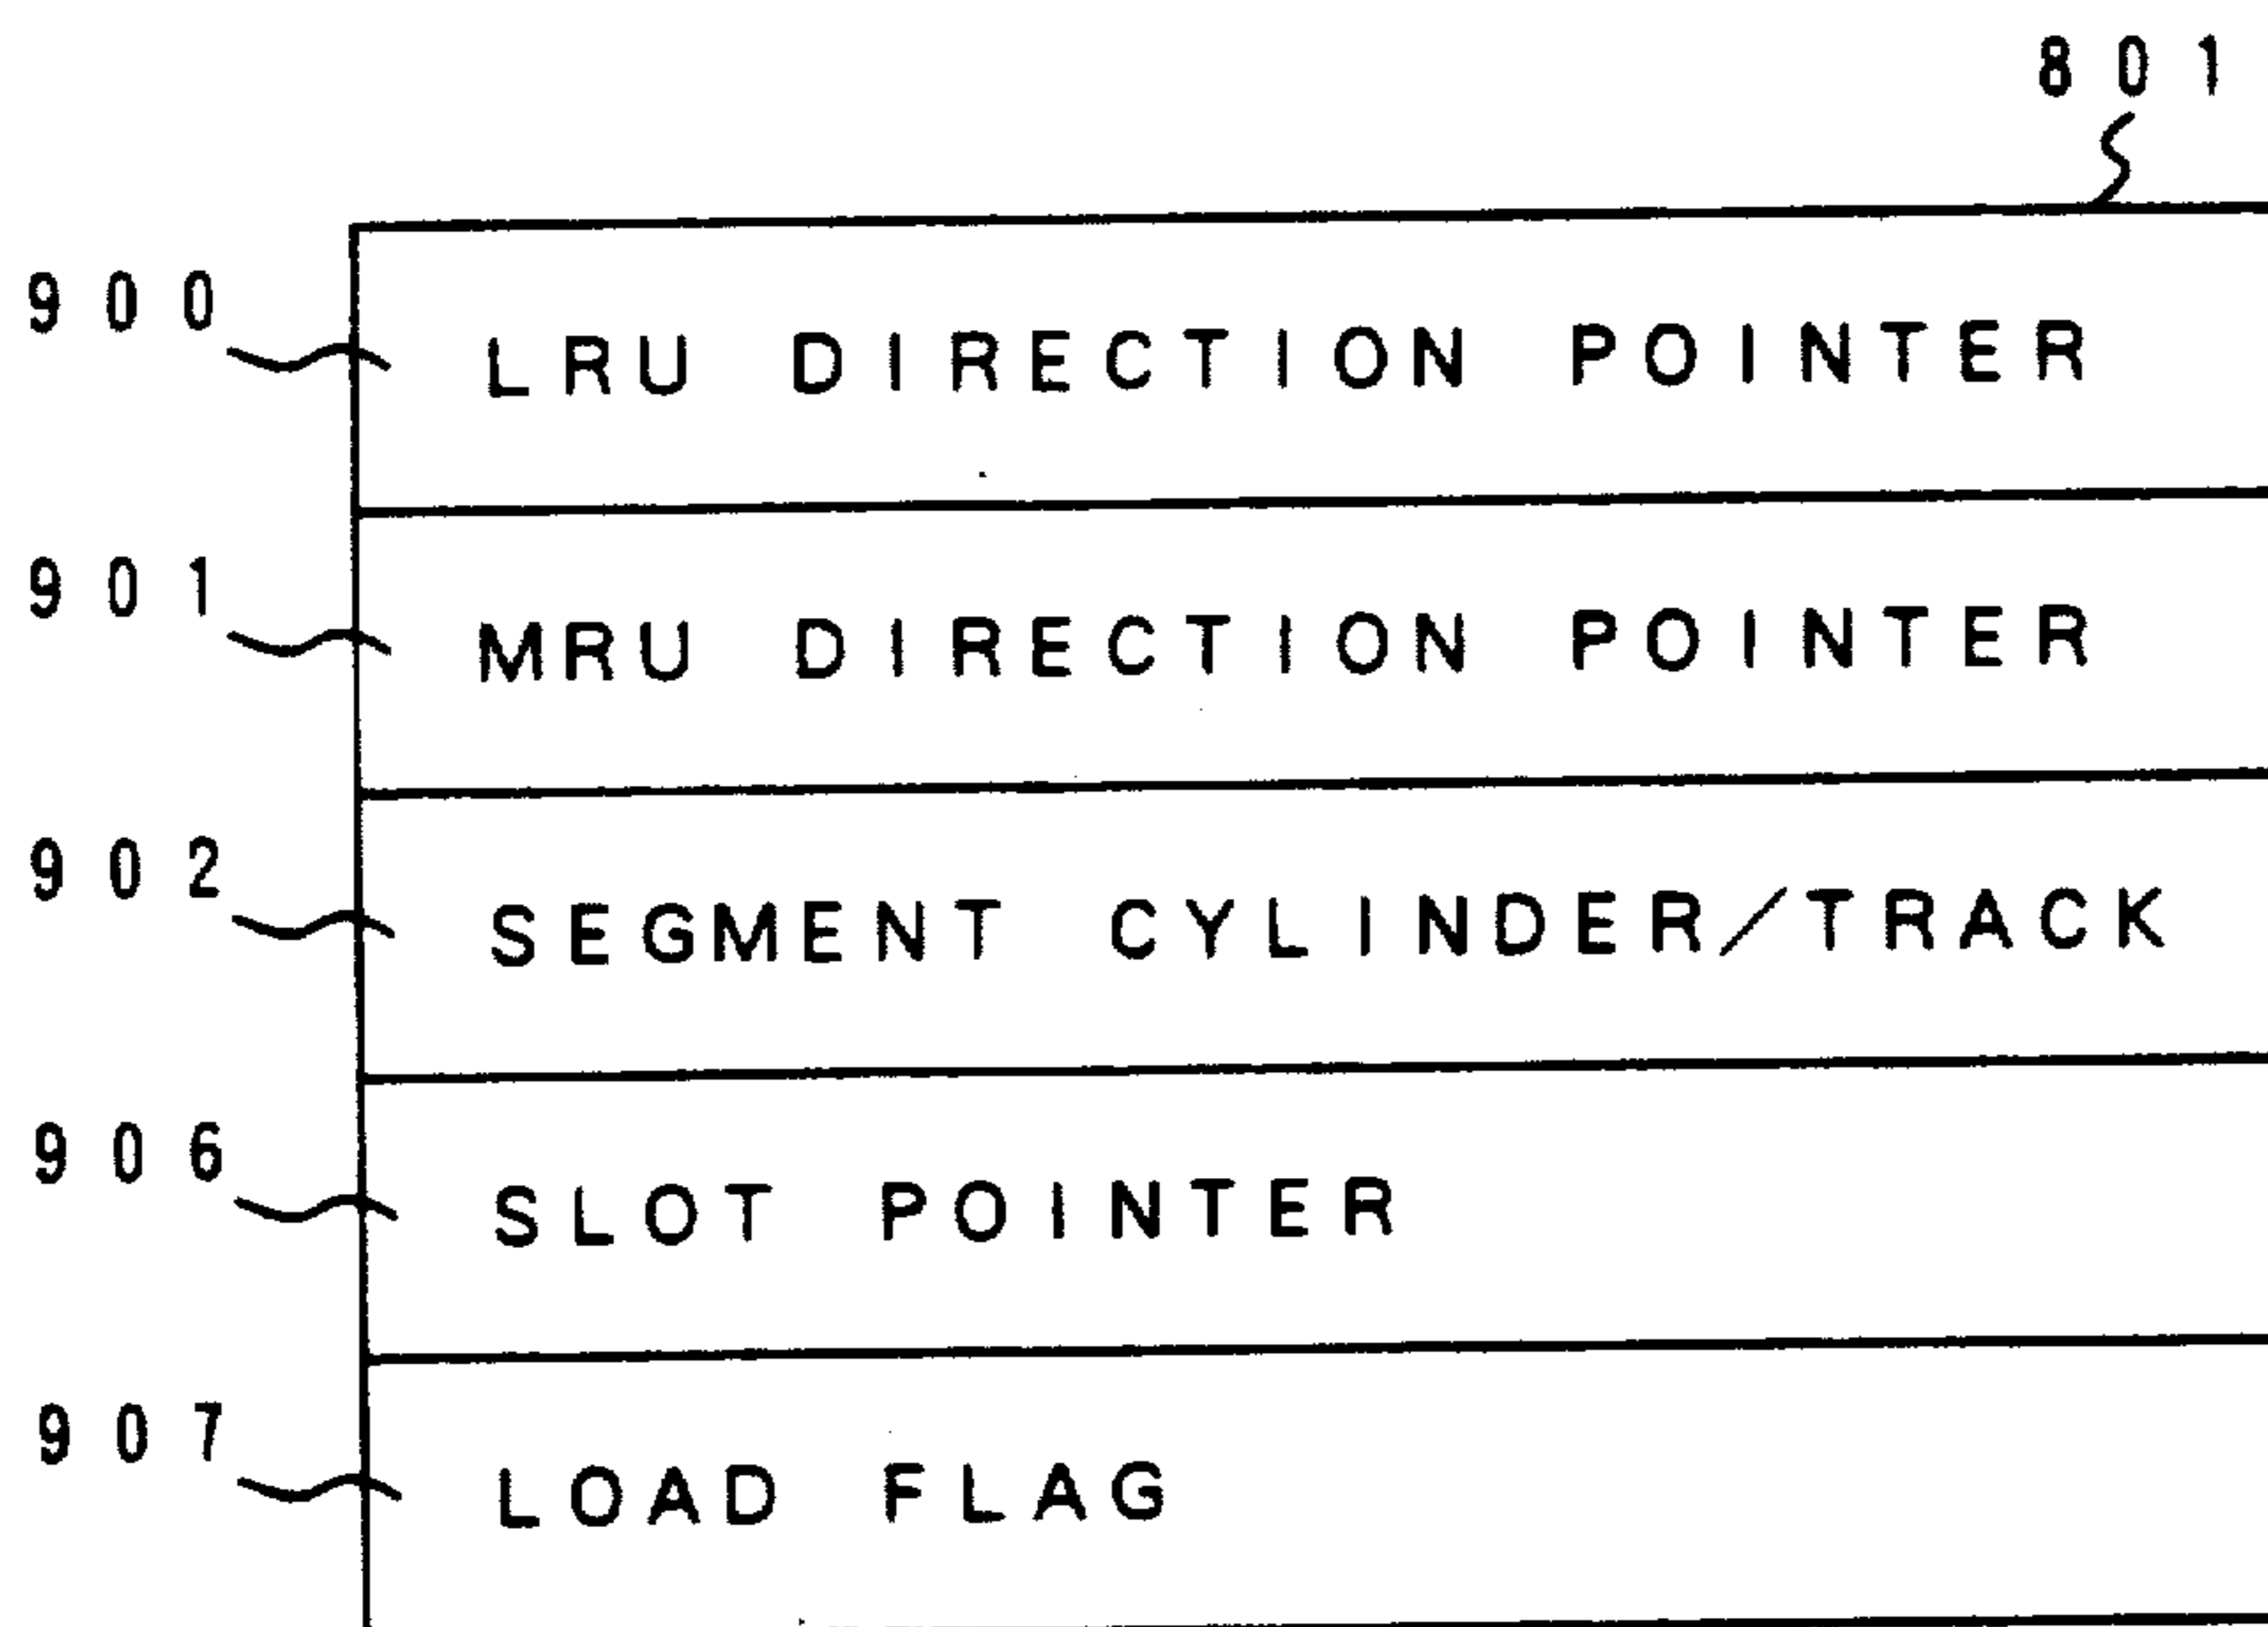 801
900
LRU DIRECTION POINTER
901
MRU DIRECTION POINTER
902
SEGMENT CYLINDER/TRACK
906
SLOT POINTER
907
LOAD FLAG